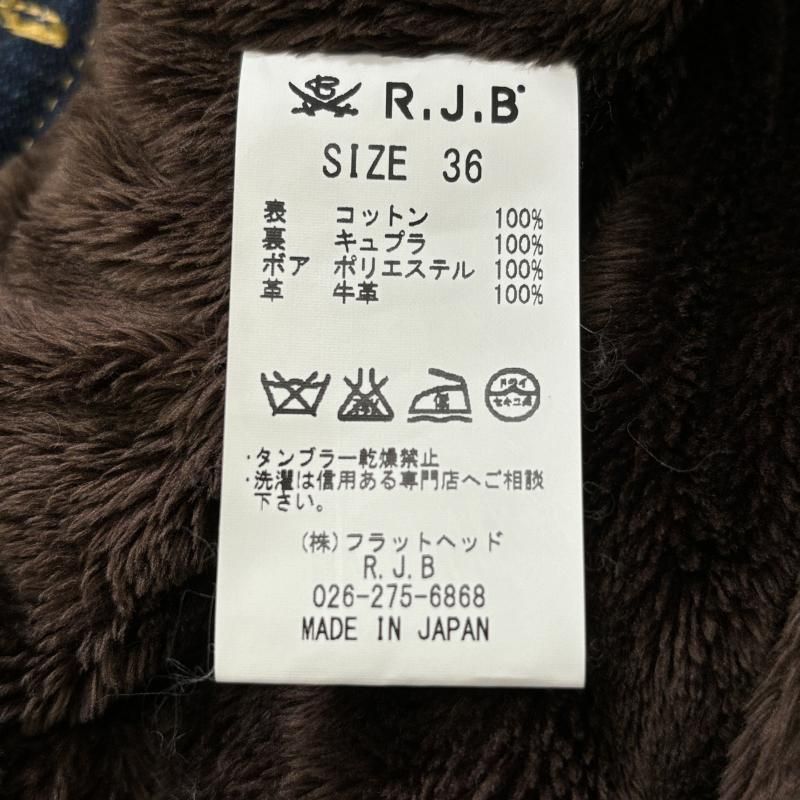 R.J.B
SIZE 36
表 コットン 100%
裏 キュプラ 100%
ボア ポリエステル 100%
革 牛革 100%
低
ドライ
セキユ系
・タンブラー乾燥禁止
・洗濯は信用ある専門店へご相談
下さい。
(株)フラットヘッド
R.J.B
026-275-6868
MADE IN JAPAN